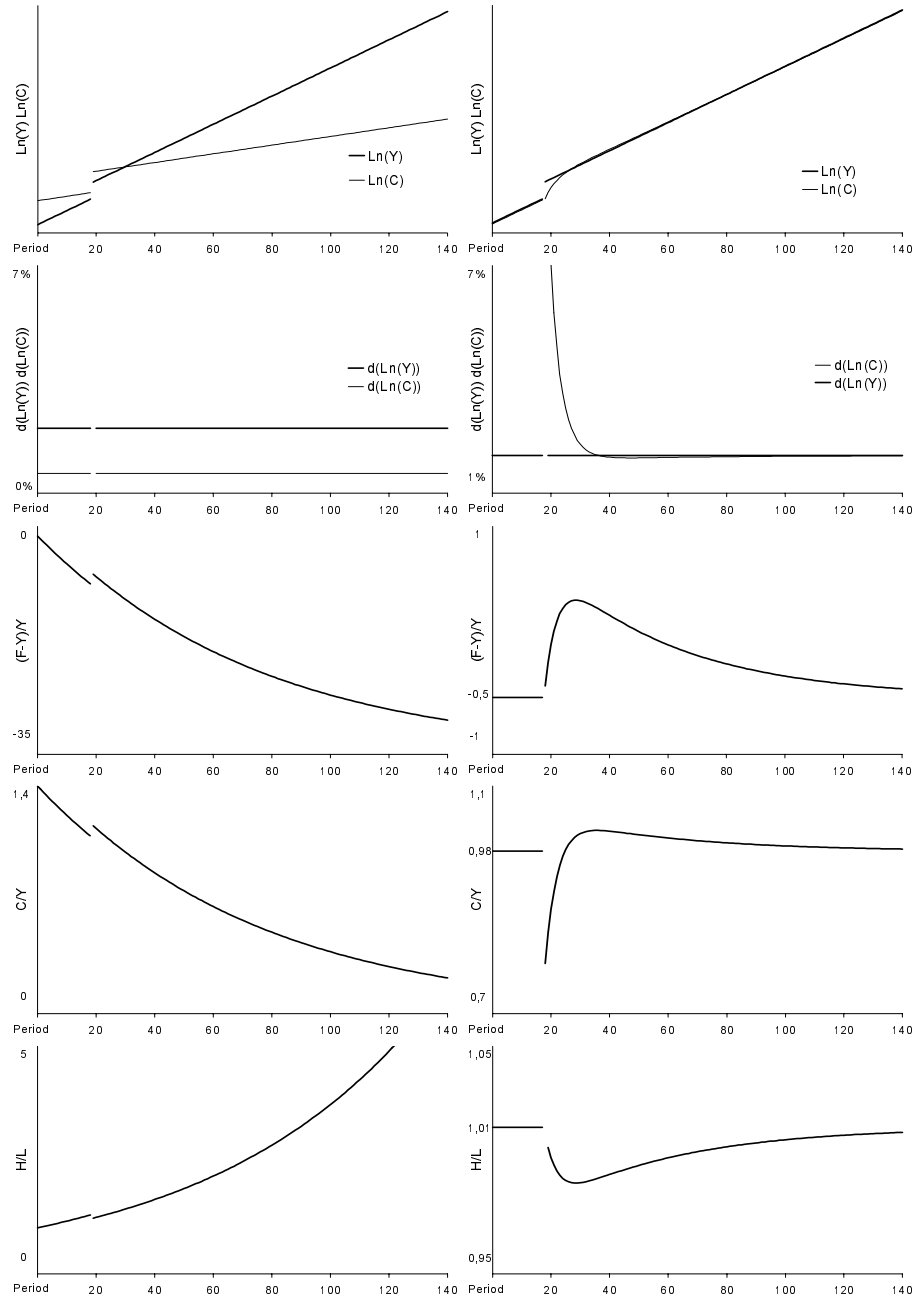 Ln(Y) Ln(C)
Ln(Y)
Ln(C)
Period 20 40 60 80 100 120 140
Ln(Y) Ln(C)
Ln(Y)
Ln(C)
Period 20 40 60 80 100 120 140
7%
d(Ln(Y)) d(Ln(C))
d(Ln(Y))
d(Ln(C))
0%
Period 20 40 60 80 100 120 140
7%
d(Ln(Y)) d(Ln(C))
d(Ln(C))
d(Ln(Y))
1%
Period 20 40 60 80 100 120 140
0
(F-Y)/Y
-35
Period 20 40 60 80 100 120 140
1
(F-Y)/Y
-0,5
-1
Period 20 40 60 80 100 120 140
1,4
C/Y
0
Period 20 40 60 80 100 120 140
1,1
0,98
C/Y
0,7
Period 20 40 60 80 100 120 140
5
H/L
0
Period 20 40 60 80 100 120 140
1,05
1,01
H/L
0,95
Period 20 40 60 80 100 120 140